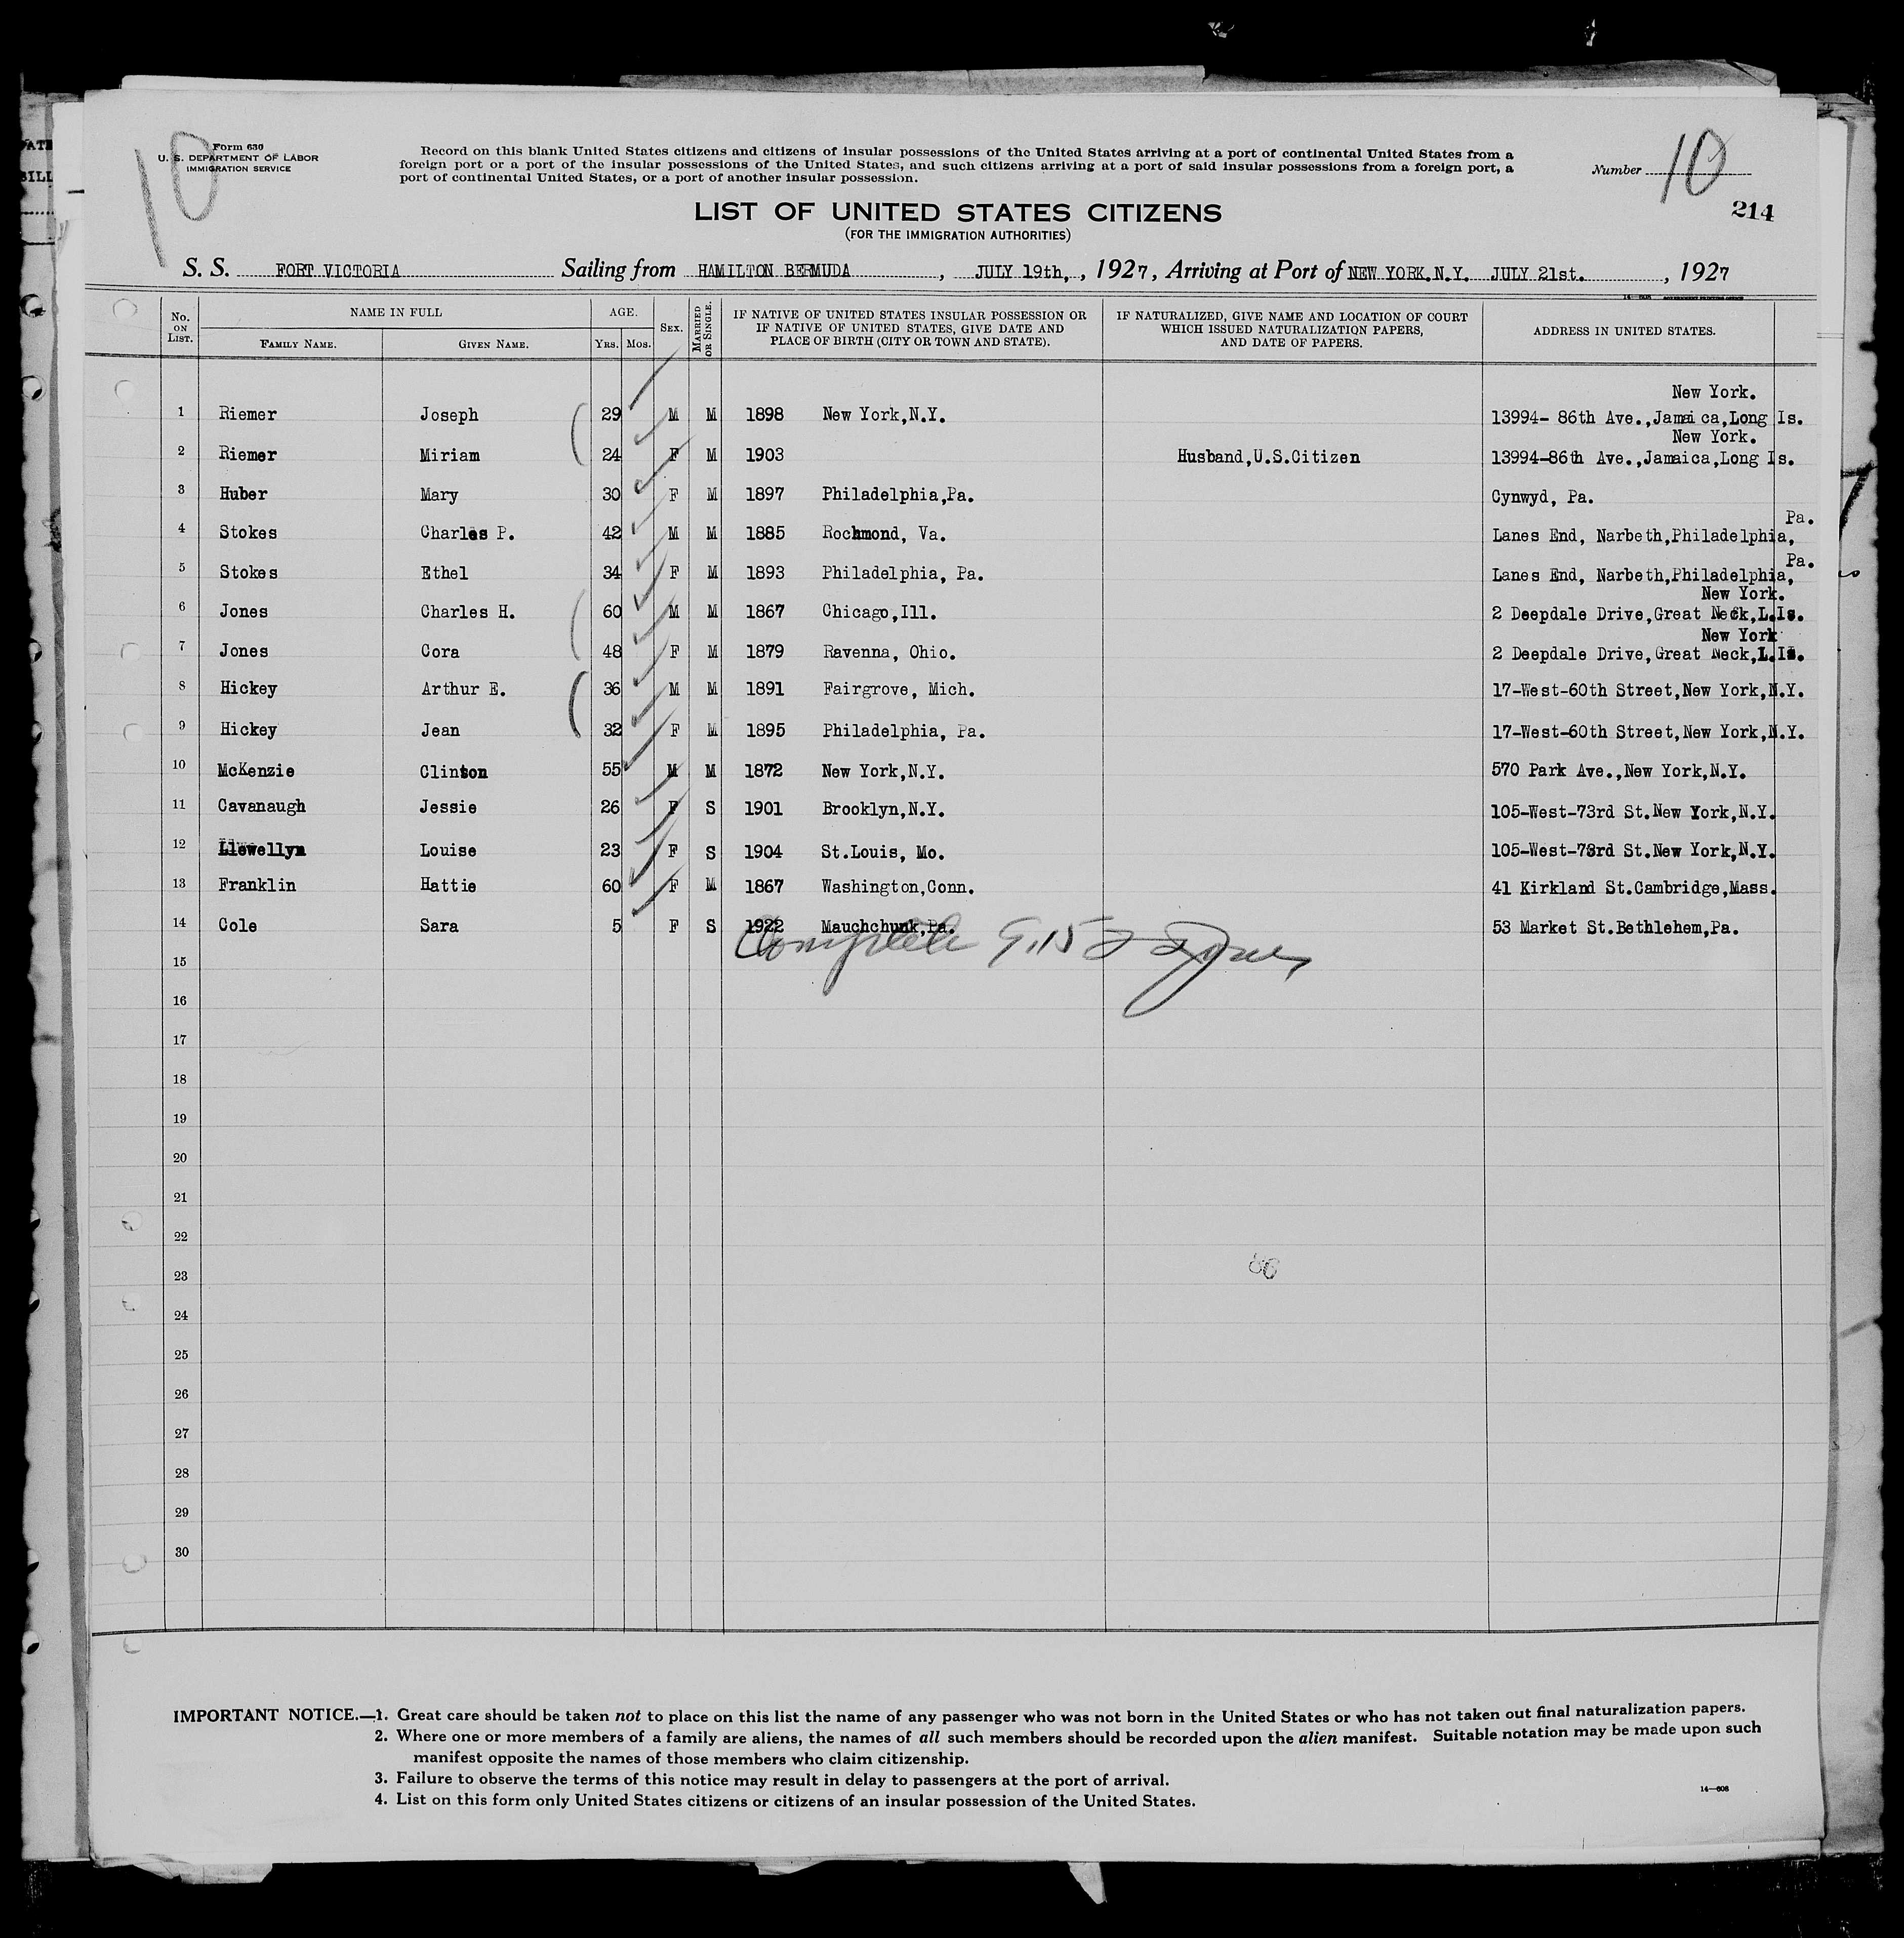 10
Form 630
U. S. DEPARTMENT OF LABOR
IMMIGRATION SERVICE
Record on this blank United States citizens and citizens of insular possessions of the United States arriving at a port of continental United States from a
foreign port or a port of the insular possessions of the United States, and such citizens arriving at a port of said insular possessions from a foreign port, a
port of continental United States, or a port of another insular possession.
Number 10
214
LIST OF UNITED STATES CITIZENS
(FOR THE IMMIGRATION AUTHORITIES)
S. S. FORT VICTORIA Sailing from HAMILTON BERMUDA, JULY 19th, , 1927, Arriving at Port of NEW YORK.N.Y. JULY 21st. , 1927
No. ON LIST. NAME IN FULL FAMILY NAME. GIVEN NAME. AGE. YRS. MOS. SEX. MARRIED OR SINGLE. IF NATIVE OF UNITED STATES INSULAR POSSESSION OR IF NATIVE OF UNITED STATES, GIVE DATE AND PLACE OF BIRTH (CITY OR TOWN AND STATE). IF NATURALIZED, GIVE NAME AND LOCATION OF COURT WHICH ISSUED NATURALIZATION PAPERS, AND DATE OF PAPERS. ADDRESS IN UNITED STATES.
New York.
1 Riemer Joseph 29 M M 1898 New York,N.Y. 13994- 86th Ave.,Jamaica,Long Is.
New York.
2 Riemer Miriam 24 F M 1903 Husband,U.S.Citizen 13994-86th Ave.,Jamaica,Long Is.
3 Huber Mary 30 F M 1897 Philadelphia,Pa. Cynwyd, Pa.
Pa.
4 Stokes Charles P. 42 M M 1885 Rochmond, Va. Lanes End, Narbeth,Philadelphia,
Pa.
5 Stokes Ethel 34 F M 1893 Philadelphia, Pa. Lanes End, Narbeth,Philadelphia,
New York.
6 Jones Charles H. 60 M M 1867 Chicago,Ill. 2 Deepdale Drive,Great Neck,L.Is.
New York
7 Jones Cora 48 F M 1879 Ravenna, Ohio. 2 Deepdale Drive,Great Neck,L.Is.
8 Hickey Arthur E. 36 M M 1891 Fairgrove, Mich. 17-West-60th Street,New York,N.Y.
9 Hickey Jean 32 F M 1895 Philadelphia, Pa. 17-West-60th Street,New York,N.Y.
10 McKenzie Clinton 55 M M 1872 New York,N.Y. 570 Park Ave.,New York,N.Y.
11 Cavanaugh Jessie 26 F S 1901 Brooklyn,N.Y. 105-West-73rd St.New York,N.Y.
12 Llewellyn Louise 23 F S 1904 St.Louis, Mo. 105-West-73rd St.New York,N.Y.
13 Franklin Hattie 60 F M 1867 Washington,Conn. 41 Kirkland St.Cambridge,Mass.
14 Cole Sara 5 F S 1922 Mauchchunk,Pa. 53 Market St.Bethlehem,Pa.
Complete 9.15
15
16
17
18
19
20
21
22
23
86
24
25
26
27
28
29
30
IMPORTANT NOTICE.—1. Great care should be taken not to place on this list the name of any passenger who was not born in the United States or who has not taken out final naturalization papers.
2. Where one or more members of a family are aliens, the names of all such members should be recorded upon the alien manifest. Suitable notation may be made upon such
manifest opposite the names of those members who claim citizenship.
3. Failure to observe the terms of this notice may result in delay to passengers at the port of arrival.
4. List on this form only United States citizens or citizens of an insular possession of the United States.
14—608